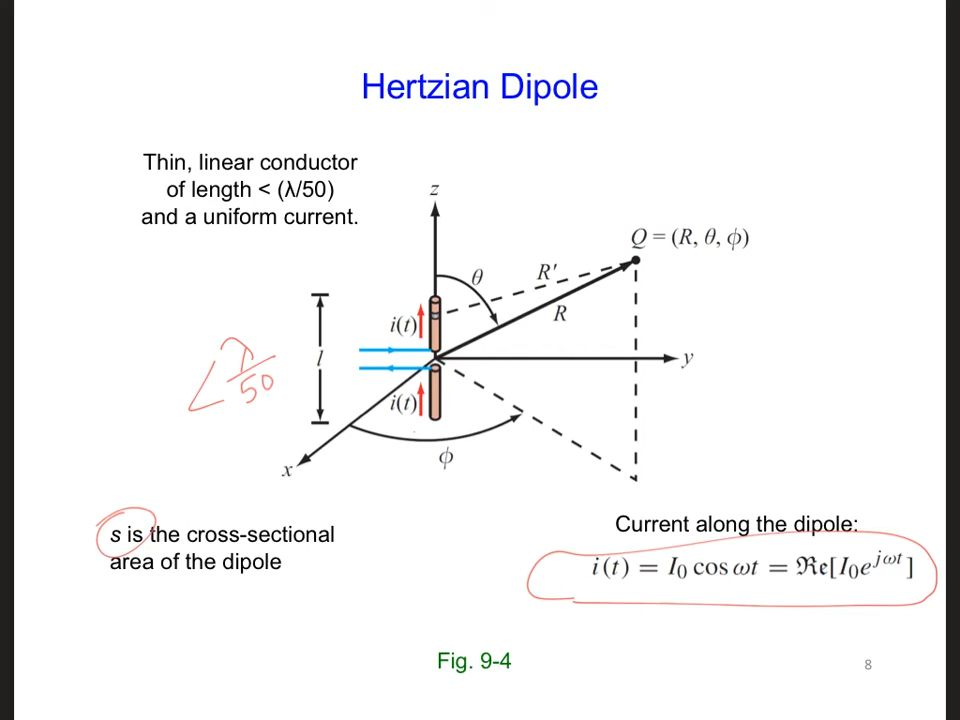 Hertzian Dipole
Thin, linear conductor
of length < (λ/50)
and a uniform current.
z
Q = (R, θ, ϕ)
θ
R'
R
i(t)
l
< λ/50
y
i(t)
ϕ
x
s is the cross-sectional
area of the dipole
Current along the dipole:
i(t) = I₀ cos ωt = ℜe[I₀e^{jωt}]
Fig. 9-4
8